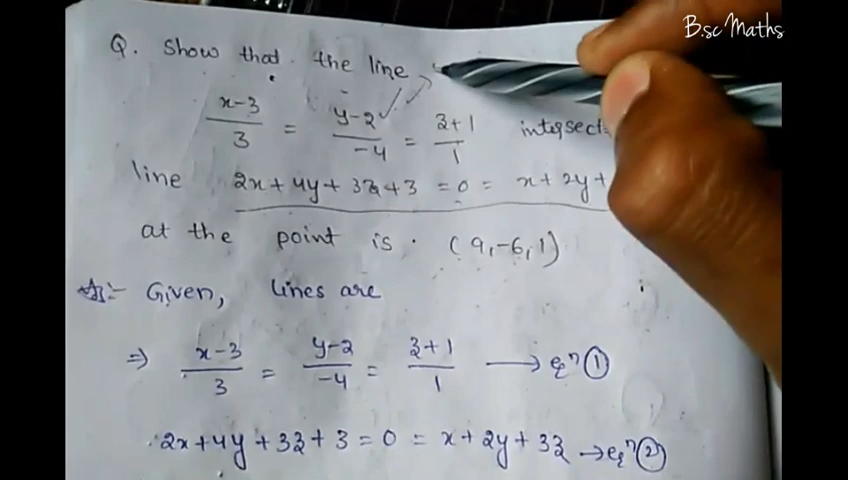 B.sc Maths
Q. Show that the line
x-3/3 = y-2/-4 = z+1/1 intersect
line 2x+4y+3z+3 = 0 = x+2y+
at the point is . (9,-6,1)
Given, lines are
⇒ x-3/3 = y-2/-4 = z+1/1 → eqⁿ ①
2x+4y+3z+3 = 0 = x+2y+3z → eqⁿ ②